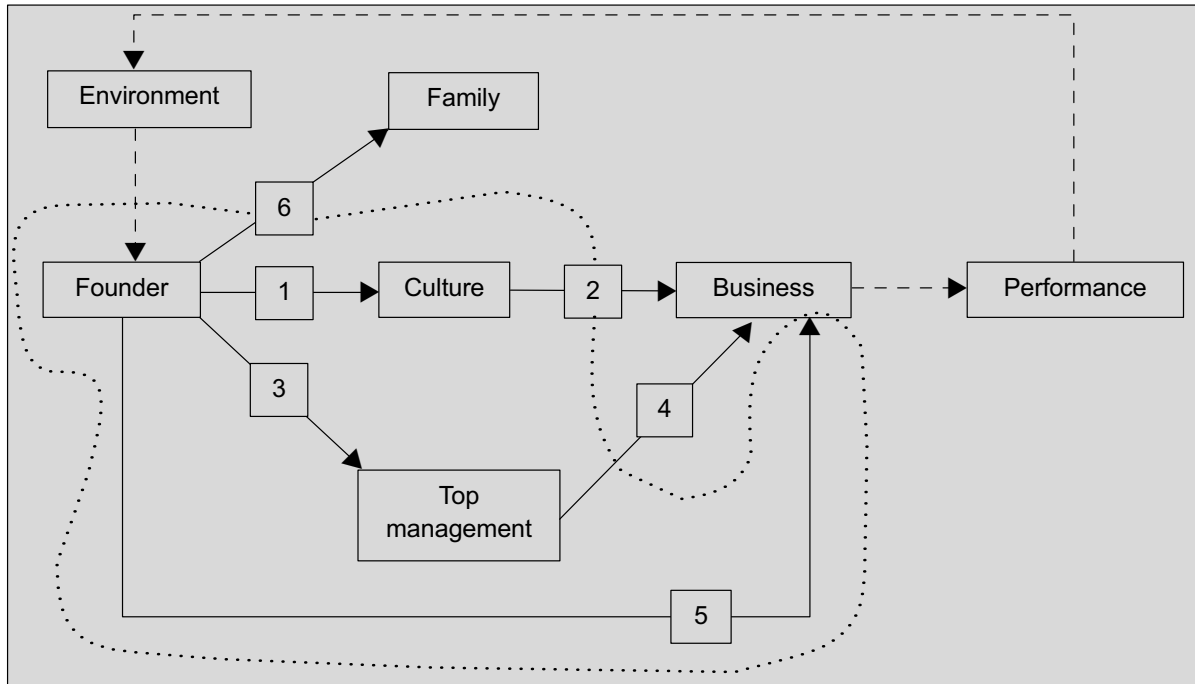 Environment
Family
6
Founder
1
Culture
2
Business
Performance
3
4
Top
management
5